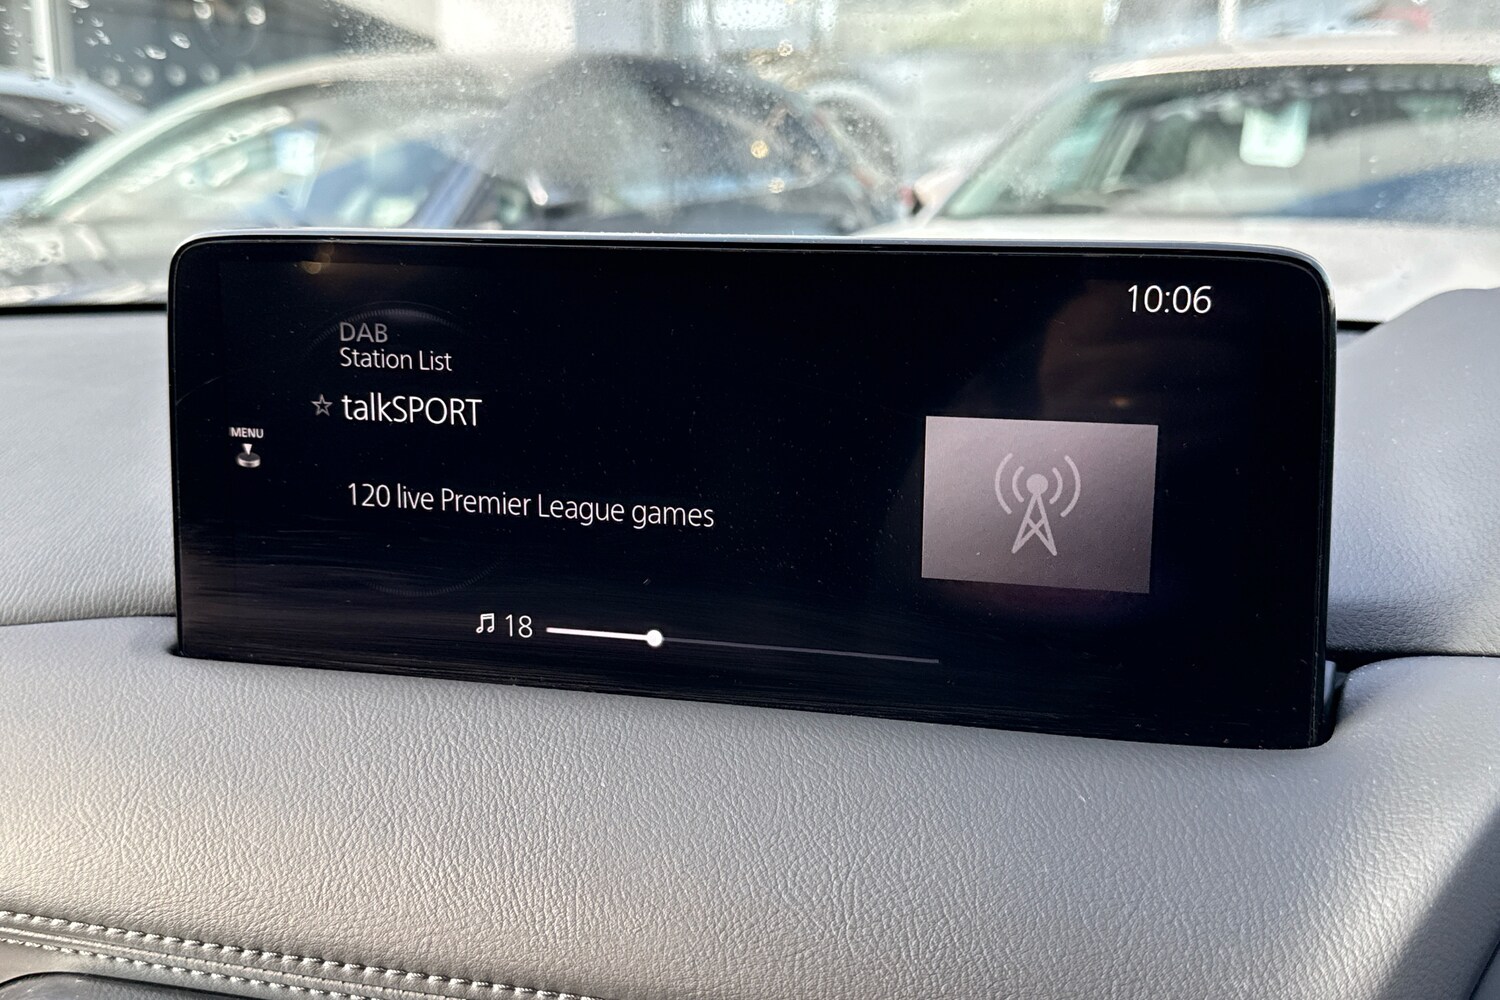 10:06
DAB
Station List
talkSPORT
MENU
120 live Premier League games
18